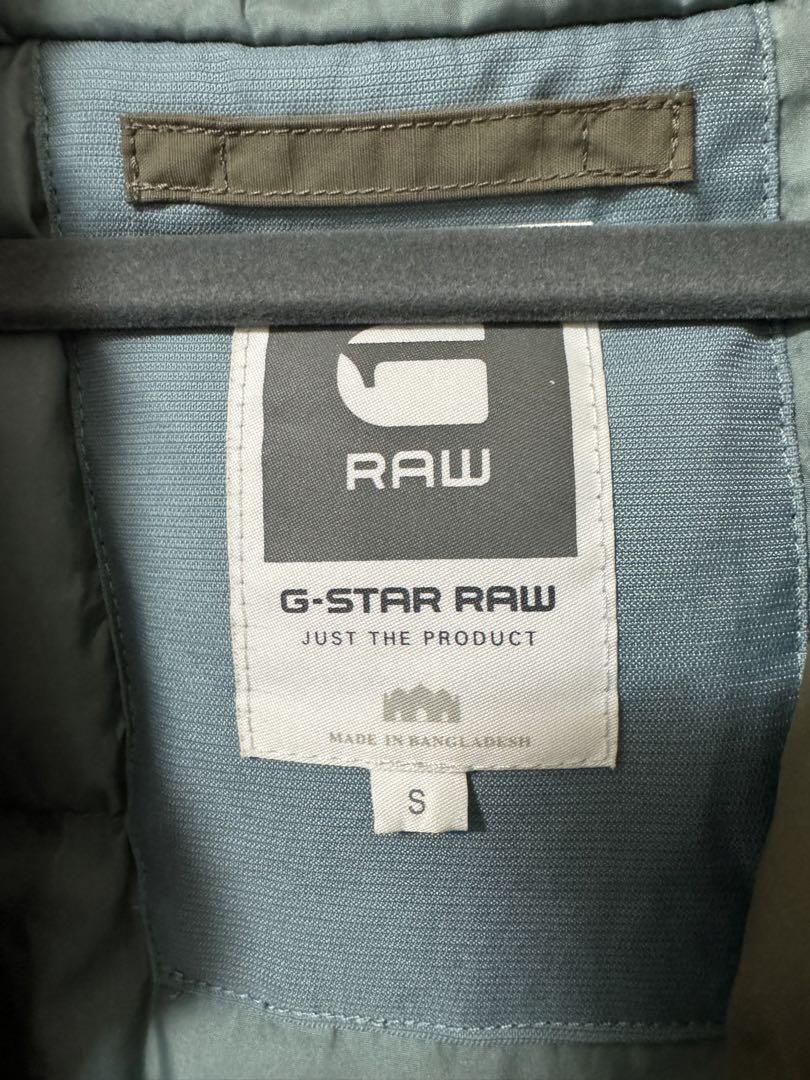 RAW
G-STAR RAW
JUST THE PRODUCT
MADE IN BANGLADESH
S